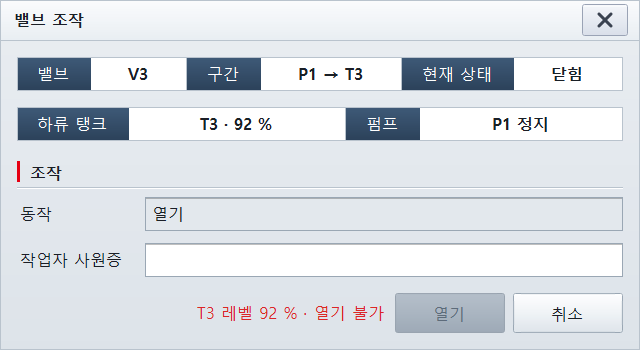 밸브 조작
밸브 V3 구간 P1 → T3 현재 상태 닫힘
하류 탱크 T3 · 92 % 펌프 P1 정지
조작
동작 열기
작업자 사원증
T3 레벨 92 % · 열기 불가 열기 취소